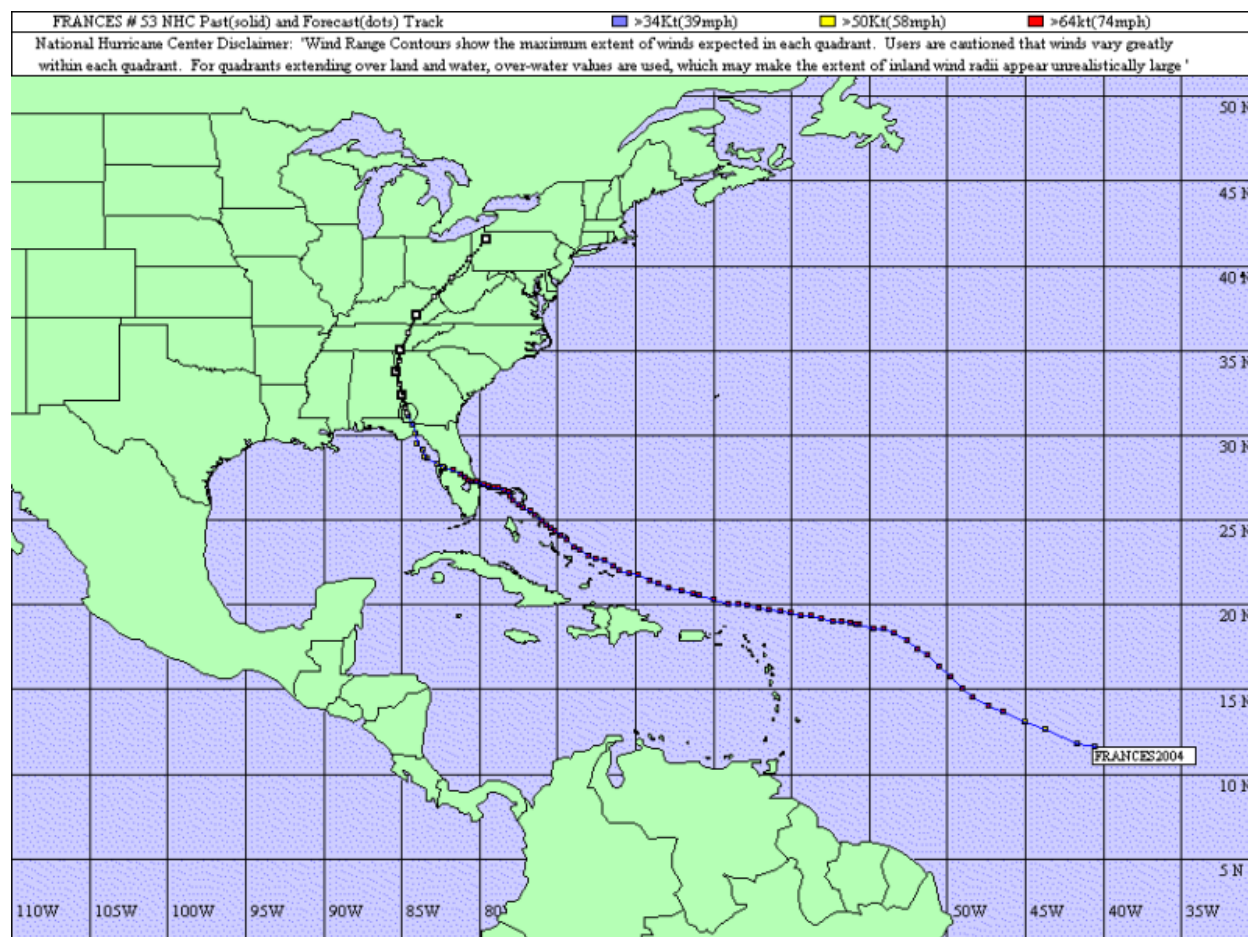 FRANCES # 53 NHC Past(solid) and Forecast(dots) Track >34Kt(39mph) >50Kt(58mph) >64kt(74mph)
National Hurricane Center Disclaimer: 'Wind Range Contours show the maximum extent of winds expected in each quadrant. Users are cautioned that winds vary greatly
within each quadrant. For quadrants extending over land and water, over-water values are used, which may make the extent of inland wind radii appear unrealistically large '
50 N
45 N
40 N
35 N
30 N
25 N
20 N
15 N
FRANCES2004
10 N
5 N
110W 105W 100W 95W 90W 85W 80 50W 45W 40W 35W